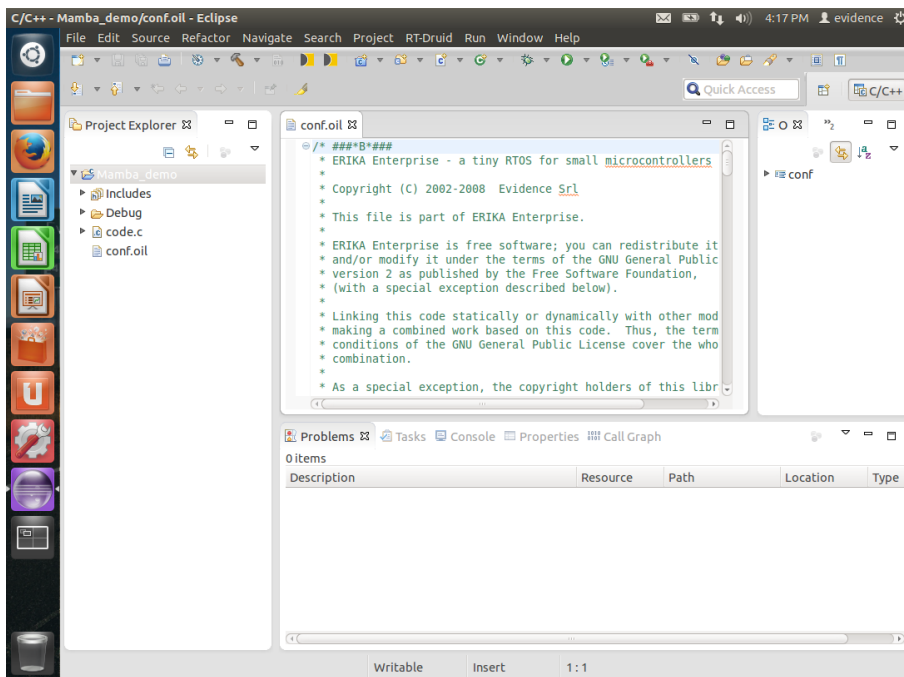 C/C++ - Mamba_demo/conf.oil - Eclipse 4:17 PM evidence
File Edit Source Refactor Navigate Search Project RT-Druid Run Window Help
Quick Access C/C++
Project Explorer conf.oil O »2
/* ###*B*###
* ERIKA Enterprise - a tiny RTOS for small microcontrollers
*
* Copyright (C) 2002-2008 Evidence Srl
*
* This file is part of ERIKA Enterprise.
*
* ERIKA Enterprise is free software; you can redistribute it
* and/or modify it under the terms of the GNU General Public
* version 2 as published by the Free Software Foundation,
* (with a special exception described below).
*
* Linking this code statically or dynamically with other mod
* making a combined work based on this code. Thus, the term
* conditions of the GNU General Public License cover the who
* combination.
*
* As a special exception, the copyright holders of this libr
Mamba_demo
Includes
Debug
code.c
conf.oil
conf
Problems Tasks Console Properties Call Graph
0 items
Description Resource Path Location Type
Writable Insert 1 : 1